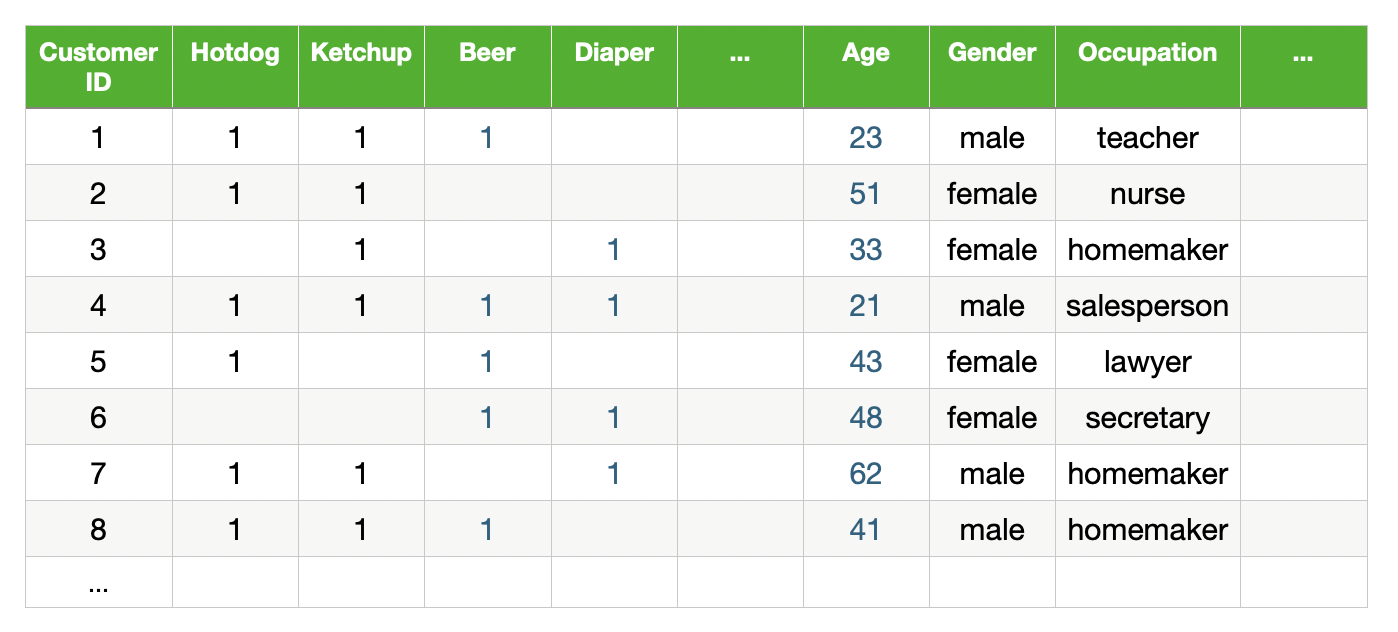 Customer ID Hotdog Ketchup Beer Diaper ... Age Gender Occupation ...
1 1 1 1 23 male teacher
2 1 1 51 female nurse
3 1 1 33 female homemaker
4 1 1 1 1 21 male salesperson
5 1 1 43 female lawyer
6 1 1 48 female secretary
7 1 1 1 62 male homemaker
8 1 1 1 41 male homemaker
...